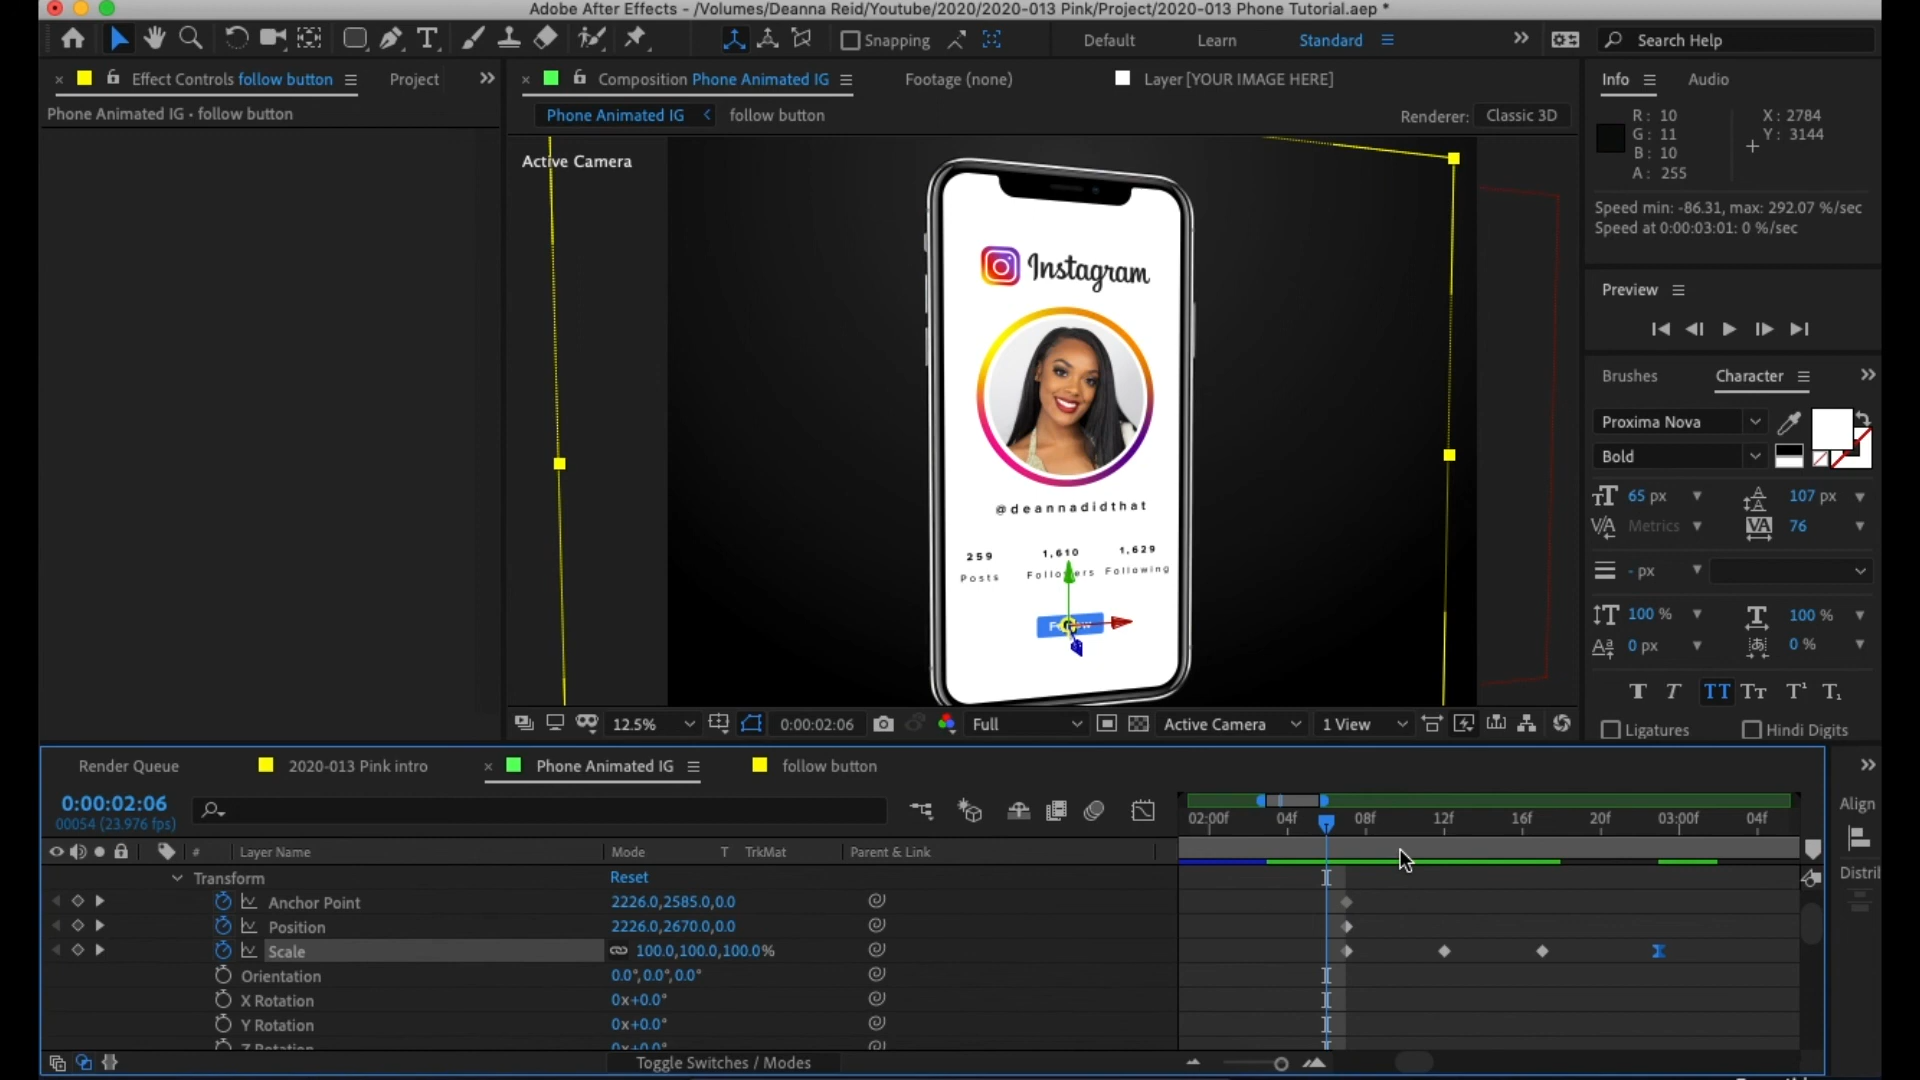 Adobe After Effects - /Volumes/Deanna Reid/Youtube/2020/2020-013 Pink/Project/2020-013 Phone Tutorial.aep *
Snapping
Default
Learn
Standard
Search Help
Effect Controls follow button
Project
Composition Phone Animated IG
Footage (none)
Layer [YOUR IMAGE HERE]
Info
Audio
Phone Animated IG • follow button
Phone Animated IG
follow button
Renderer:
Classic 3D
R: 10
G: 11
B: 10
A: 255
X: 2784
Y: 3144
Speed min: -86.31, max: 292.07 %/sec
Speed at 0:00:03:01: 0 %/sec
Active Camera
Instagram
@deannadidthat
259
1,610
1,629
Posts
Followers
Following
Follow
Preview
Brushes
Character
Proxima Nova
Bold
65 px
107 px
Metrics
76
- px
100 %
100 %
0 px
0 %
Ligatures
Hindi Digits
12.5%
0:00:02:06
Full
Active Camera
1 View
Render Queue
2020-013 Pink intro
Phone Animated IG
follow button
Align
0:00:02:06
00054 (23.976 fps)
02:00f
04f
08f
12f
16f
20f
03:00f
04f
#
Layer Name
Mode
T
TrkMat
Parent & Link
Distril
Transform
Reset
Anchor Point
2226.0,2585.0,0.0
Position
2226.0,2670.0,0.0
Scale
100.0,100.0,100.0%
Orientation
0.0°,0.0°,0.0°
X Rotation
0x+0.0°
Y Rotation
0x+0.0°
Z Rotation
Toggle Switches / Modes